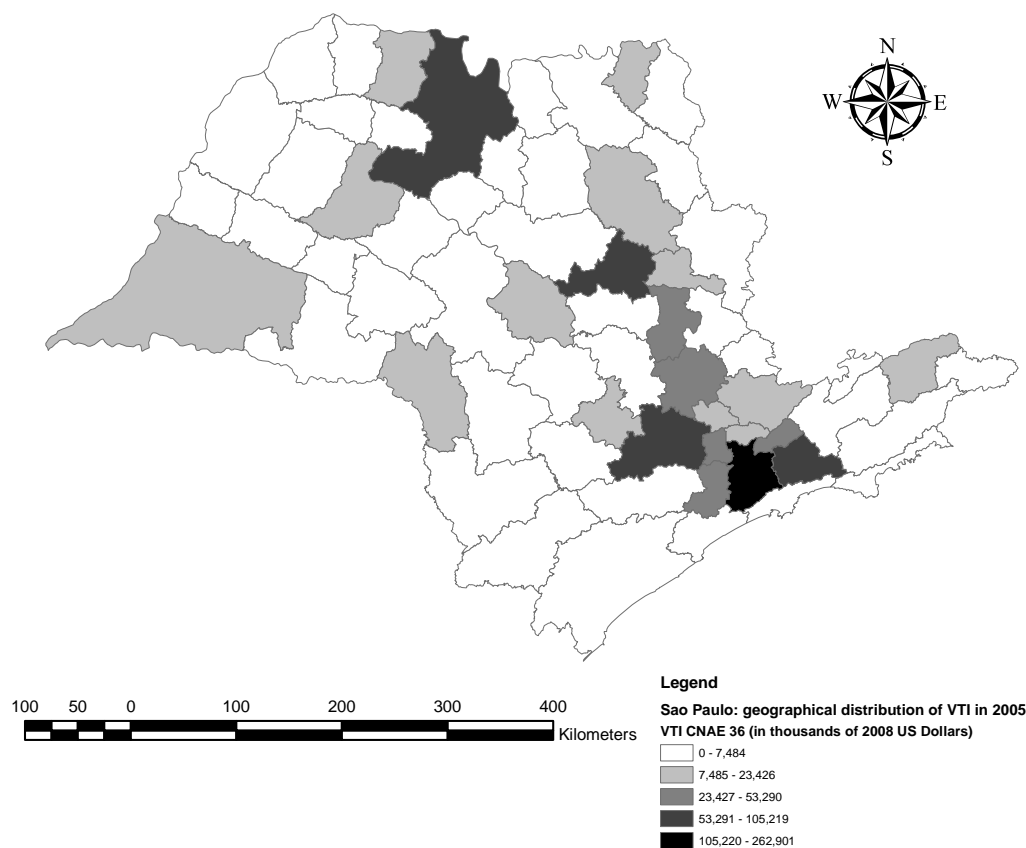 N
W E
S
100 50 0 100 200 300 400
Kilometers
Legend
Sao Paulo: geographical distribution of VTI in 2005
VTI CNAE 36 (in thousands of 2008 US Dollars)
0 - 7,484
7,485 - 23,426
23,427 - 53,290
53,291 - 105,219
105,220 - 262,901